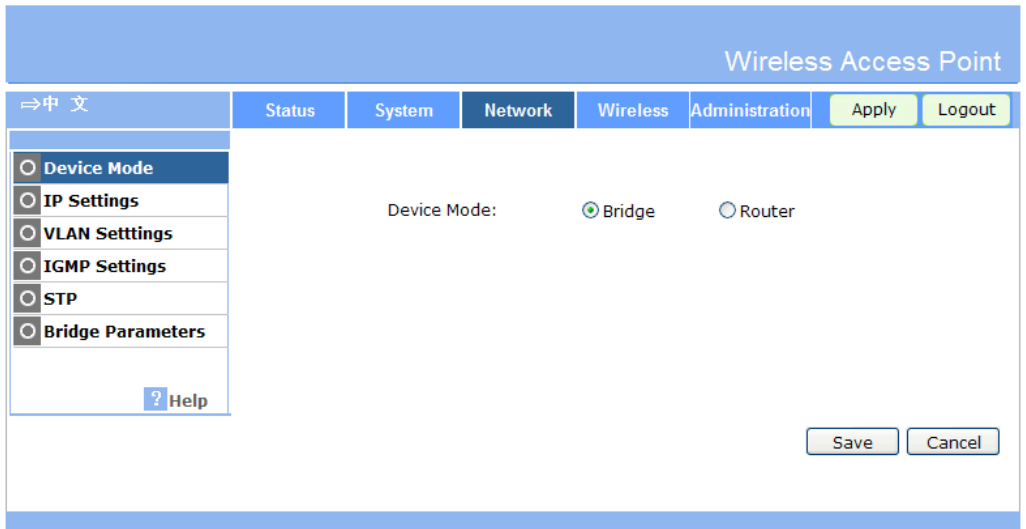 Wireless Access Point
⇒中 文
Status System Network Wireless Administration Apply Logout
Device Mode
IP Settings
VLAN Setttings
IGMP Settings
STP
Bridge Parameters
? Help
Device Mode: Bridge Router
Save Cancel